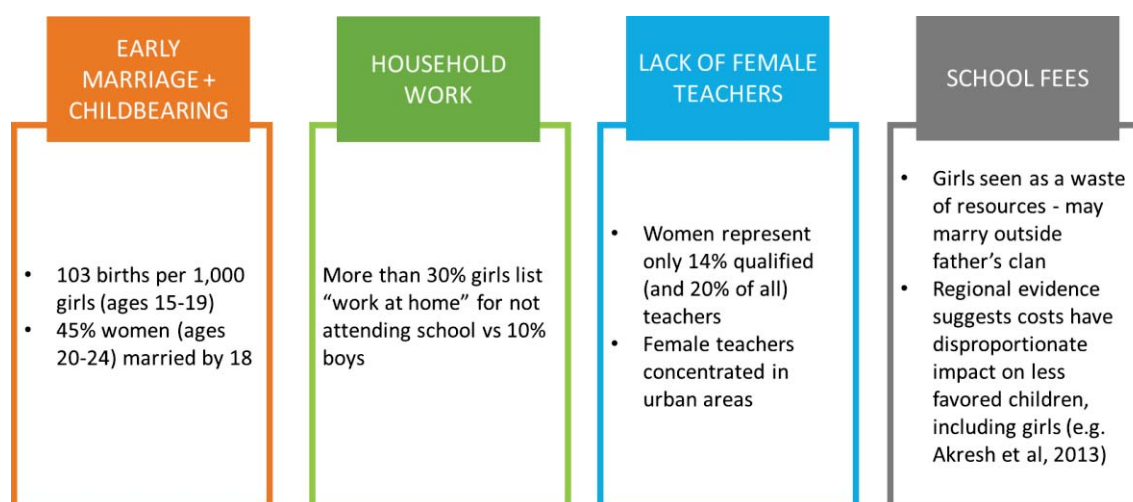 EARLY
MARRIAGE +
CHILDBEARING
• 103 births per 1,000
girls (ages 15-19)
• 45% women (ages
20-24) married by 18
HOUSEHOLD
WORK
More than 30% girls list
“work at home” for not
attending school vs 10%
boys
LACK OF FEMALE
TEACHERS
• Women represent
only 14% qualified
(and 20% of all)
teachers
• Female teachers
concentrated in
urban areas
SCHOOL FEES
• Girls seen as a waste
of resources - may
marry outside
father’s clan
• Regional evidence
suggests costs have
disproportionate
impact on less
favored children,
including girls (e.g.
Akresh et al, 2013)